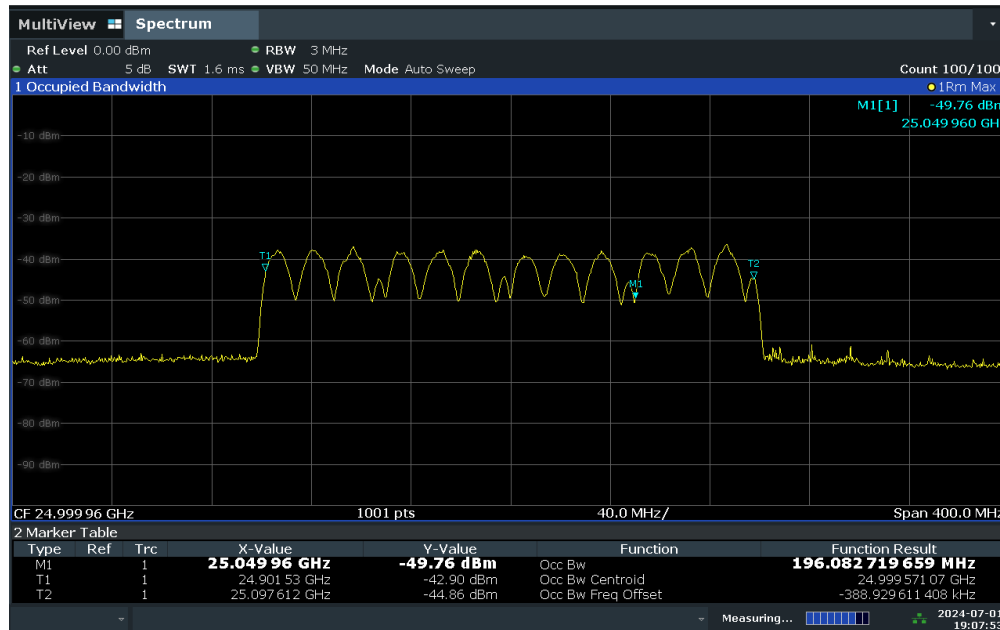 MultiView Spectrum
Ref Level 0.00 dBm RBW 3 MHz
Att 5 dB SWT 1.6 ms VBW 50 MHz Mode Auto Sweep Count 100/100
1 Occupied Bandwidth 1Rm Max
M1[1] -49.76 dBm
25.049 960 GH
-10 dBm
-20 dBm
-30 dBm
T1
T2
-40 dBm
M1
-50 dBm
-60 dBm
-70 dBm
-80 dBm
-90 dBm
CF 24.999 96 GHz 1001 pts 40.0 MHz/ Span 400.0 MHz
2 Marker Table
Type Ref Trc X-Value Y-Value Function Function Result
M1 1 25.049 96 GHz -49.76 dBm Occ Bw 196.082 719 659 MHz
T1 1 24.901 53 GHz -42.90 dBm Occ Bw Centroid 24.999 571 07 GHz
T2 1 25.097 612 GHz -44.86 dBm Occ Bw Freq Offset -388.929 611 408 kHz
Measuring... 2024-07-01
19:07:53